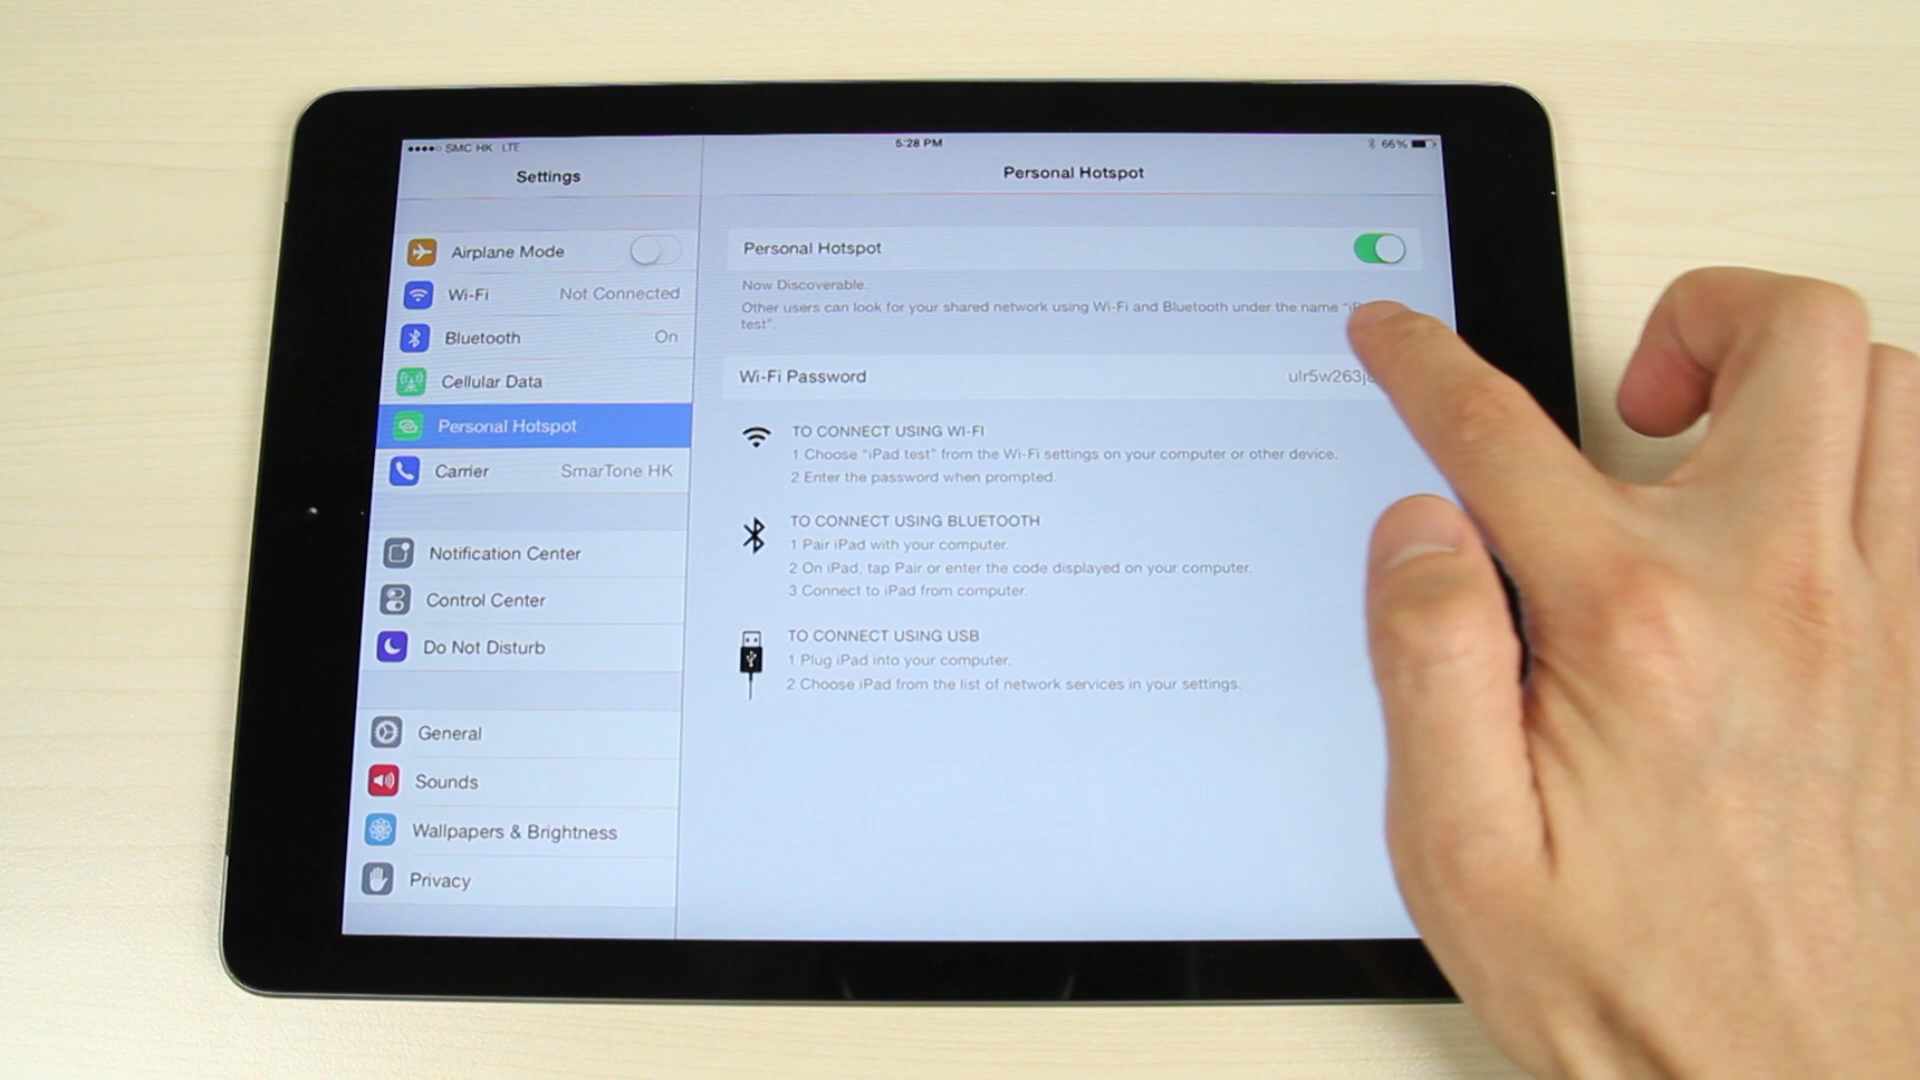 SMC HK LTE
5:28 PM
66%
Settings
Personal Hotspot
Airplane Mode
Wi-Fi Not Connected
Bluetooth On
Cellular Data
Personal Hotspot
Carrier SmarTone HK
Notification Center
Control Center
Do Not Disturb
General
Sounds
Wallpapers & Brightness
Privacy
Personal Hotspot
Now Discoverable.
Other users can look for your shared network using Wi-Fi and Bluetooth under the name
test".
Wi-Fi Password
TO CONNECT USING WI-FI
1 Choose "iPad test" from the Wi-Fi settings on your computer or other device.
2 Enter the password when prompted.
TO CONNECT USING BLUETOOTH
1 Pair iPad with your computer.
2 On iPad, tap Pair or enter the code displayed on your computer.
3 Connect to iPad from computer.
TO CONNECT USING USB
1 Plug iPad into your computer.
2 Choose iPad from the list of network services in your settings.